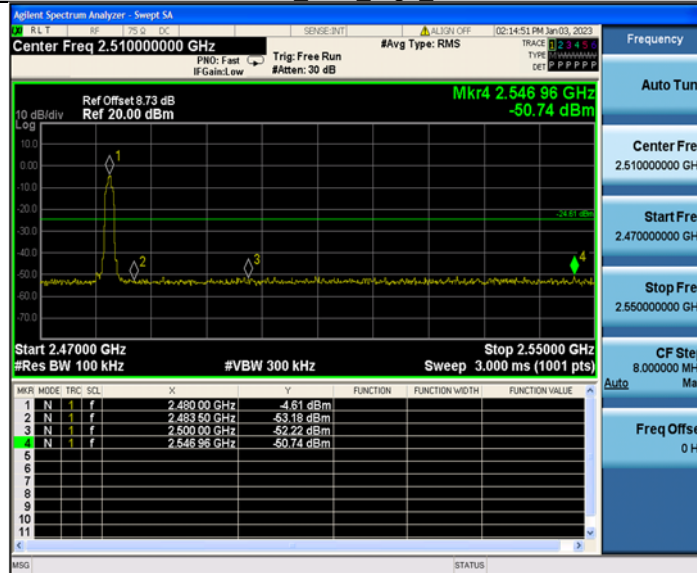 Agilent Spectrum Analyzer - Swept SA
R L T RF 75 Ω DC SENSE:INT ALIGN OFF 02:14:51 PM Jan 03, 2023
Center Freq 2.510000000 GHz
PNO: Fast
IFGain:Low
Trig: Free Run
#Atten: 30 dB
#Avg Type: RMS
TRACE 1 2 3 4 5 6
TYPE
DET P P P P P P
Frequency
Mkr4 2.546 96 GHz
-50.74 dBm
Ref Offset 8.73 dB
10 dB/div Ref 20.00 dBm
Log
10.0
0.00
-10.0
-20.0
-30.0
-40.0
-50.0
-60.0
-70.0
1
2
3
4
-24.61 dBm
Start 2.47000 GHz Stop 2.55000 GHz
#Res BW 100 kHz #VBW 300 kHz Sweep 3.000 ms (1001 pts)
MKR MODE TRC SCL X Y FUNCTION FUNCTION WIDTH FUNCTION VALUE
1 N 1 f 2.480 00 GHz -4.61 dBm
2 N 1 f 2.483 50 GHz -53.18 dBm
3 N 1 f 2.500 00 GHz -52.22 dBm
4 N 1 f 2.546 96 GHz -50.74 dBm
5
6
7
8
9
10
11
MSG STATUS
Auto Tun
Center Fre
2.510000000 GH
Start Fre
2.470000000 GH
Stop Fre
2.550000000 GH
CF Ste
8.000000 MH
Auto Ma
Freq Offse
0 H